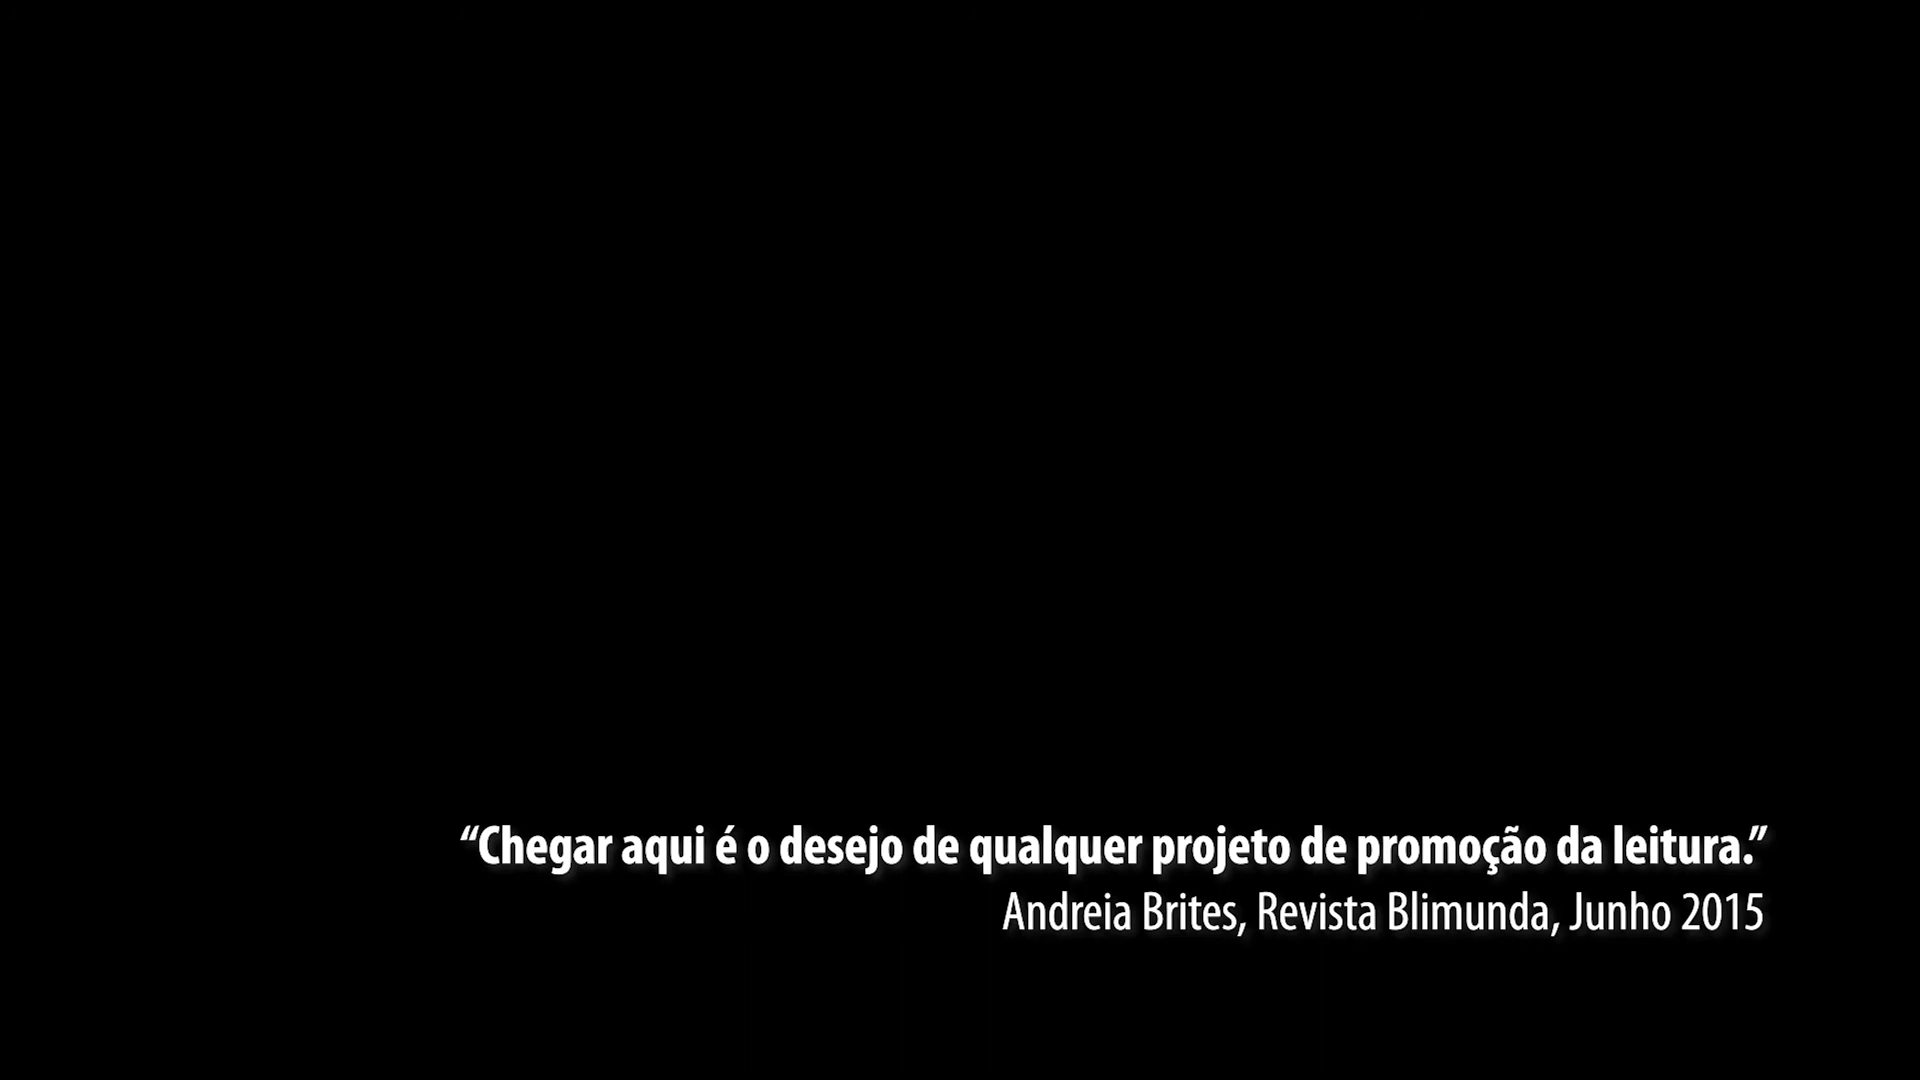 “Chegar aqui é o desejo de qualquer projeto de promoção da leitura.”
Andreia Brites, Revista Blimunda, Junho 2015